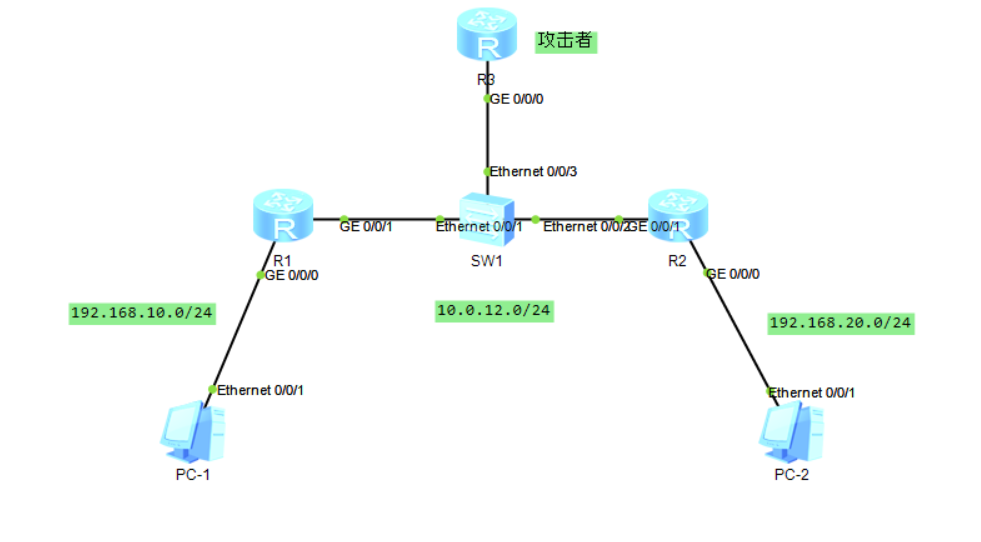 攻击者
R3
GE 0/0/0
Ethernet 0/0/3
GE 0/0/1
Ethernet 0/0/1
Ethernet 0/0/2
GE 0/0/1
R1
SW1
R2
GE 0/0/0
GE 0/0/0
192.168.10.0/24
10.0.12.0/24
192.168.20.0/24
Ethernet 0/0/1
Ethernet 0/0/1
PC-1
PC-2